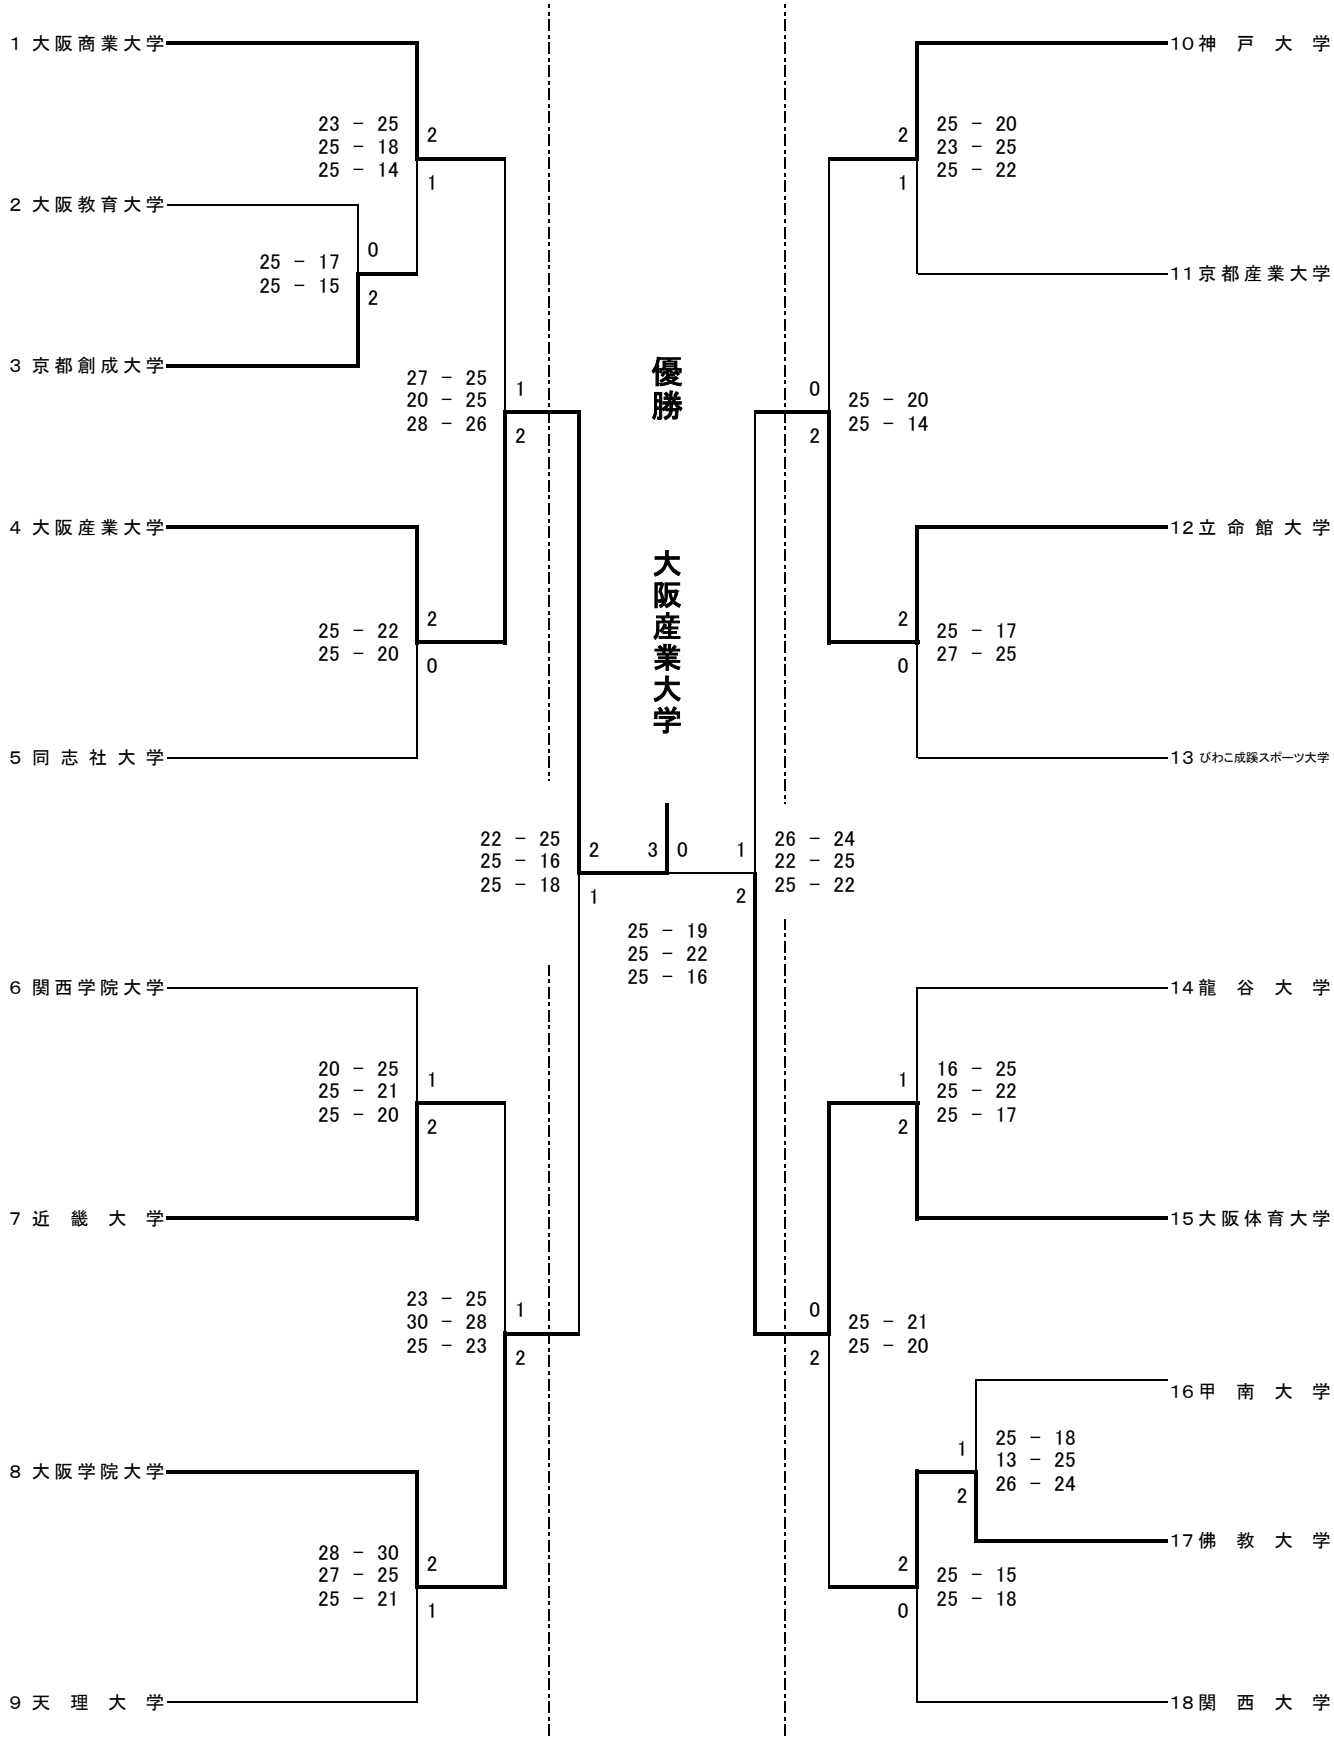 1 大阪商業大学
23 － 25
25 － 18
25 － 14
2
1
2 大阪教育大学
25 － 17
25 － 15
0
2
3 京都創成大学
27 － 25
20 － 25
28 － 26
1
2
4 大阪産業大学
25 － 22
25 － 20
2
0
5 同志社大学
22 － 25
25 － 16
25 － 18
2
1
6 関西学院大学
20 － 25
25 － 21
25 － 20
1
2
7 近畿大学
23 － 25
30 － 28
25 － 23
1
2
8 大阪学院大学
28 － 30
27 － 25
25 － 21
2
1
9 天理大学
優勝
大阪産業大学
3
0
25 － 19
25 － 22
25 － 16
10 神戸大学
2
1
25 － 20
23 － 25
25 － 22
11 京都産業大学
0
2
25 － 20
25 － 14
12 立命館大学
2
0
25 － 17
27 － 25
13 びわこ成蹊スポーツ大学
1
2
26 － 24
22 － 25
25 － 22
14 龍谷大学
1
2
16 － 25
25 － 22
25 － 17
15 大阪体育大学
0
2
25 － 21
25 － 20
16 甲南大学
1
2
25 － 18
13 － 25
26 － 24
17 佛教大学
2
0
25 － 15
25 － 18
18 関西大学